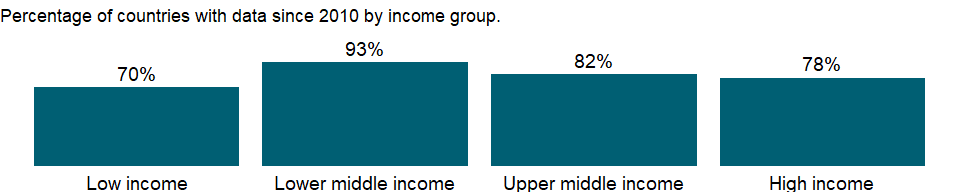 Percentage of countries with data since 2010 by income group.
70%
93%
82%
78%
Low income
Lower middle income
Upper middle income
High income